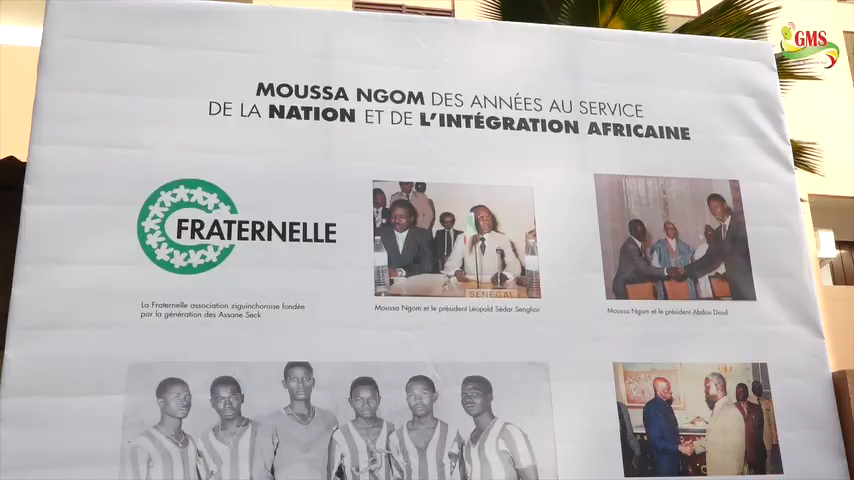 GMS
MOUSSA NGOM DES ANNÉES AU SERVICE
DE LA NATION ET DE L'INTÉGRATION AFRICAINE
FRATERNELLE
SENEGAL
La Fraternelle association ziguinchoroise fondée
par la génération des Assane Seck
Moussa Ngom et le président Léopold Sédar Senghor
Moussa Ngom et le président Abdou Diouf